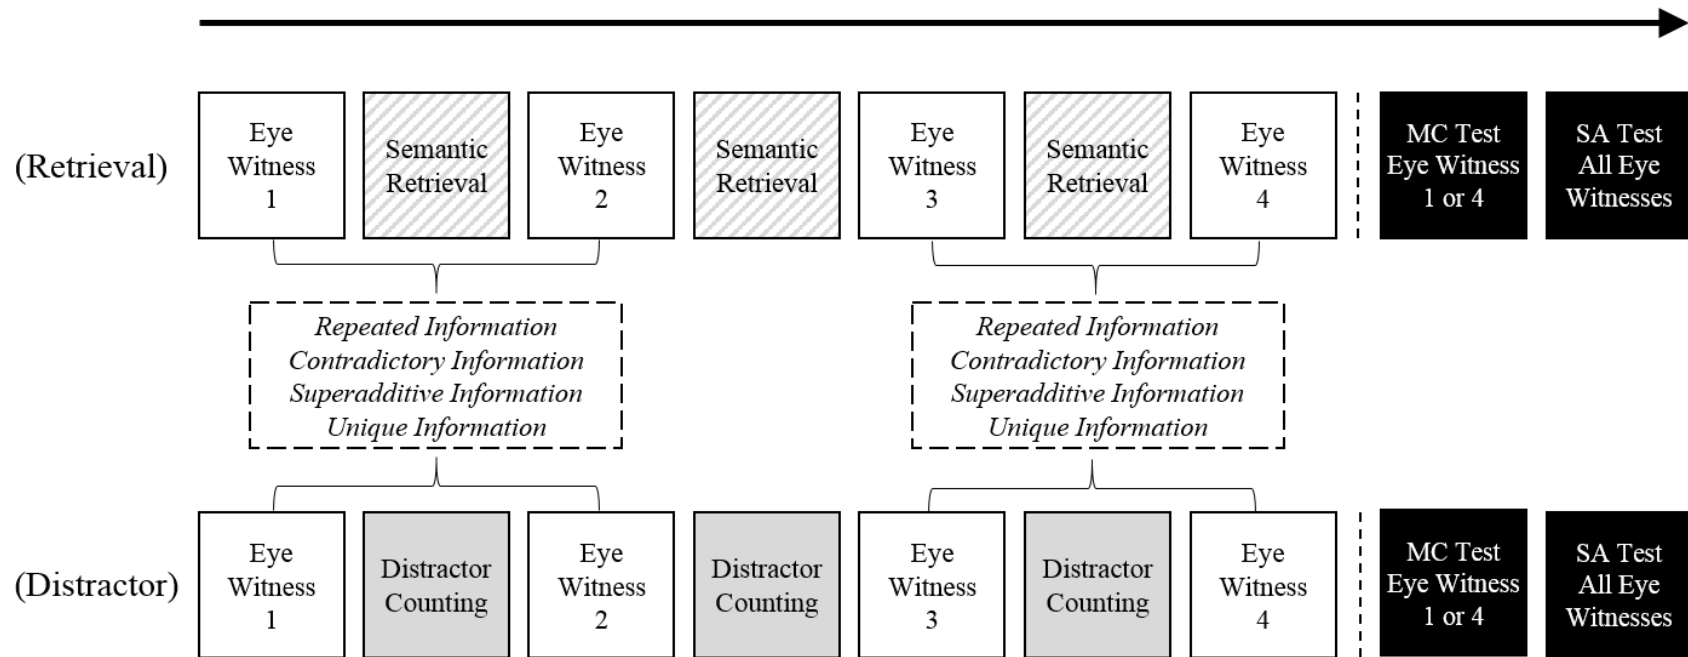 (Retrieval)
Eye
Witness
1
Semantic
Retrieval
Eye
Witness
2
Semantic
Retrieval
Eye
Witness
3
Semantic
Retrieval
Eye
Witness
4
MC Test
Eye Witness
1 or 4
SA Test
All Eye
Witnesses
Repeated Information
Contradictory Information
Superadditive Information
Unique Information
Repeated Information
Contradictory Information
Superadditive Information
Unique Information
(Distractor)
Eye
Witness
1
Distractor
Counting
Eye
Witness
2
Distractor
Counting
Eye
Witness
3
Distractor
Counting
Eye
Witness
4
MC Test
Eye Witness
1 or 4
SA Test
All Eye
Witnesses